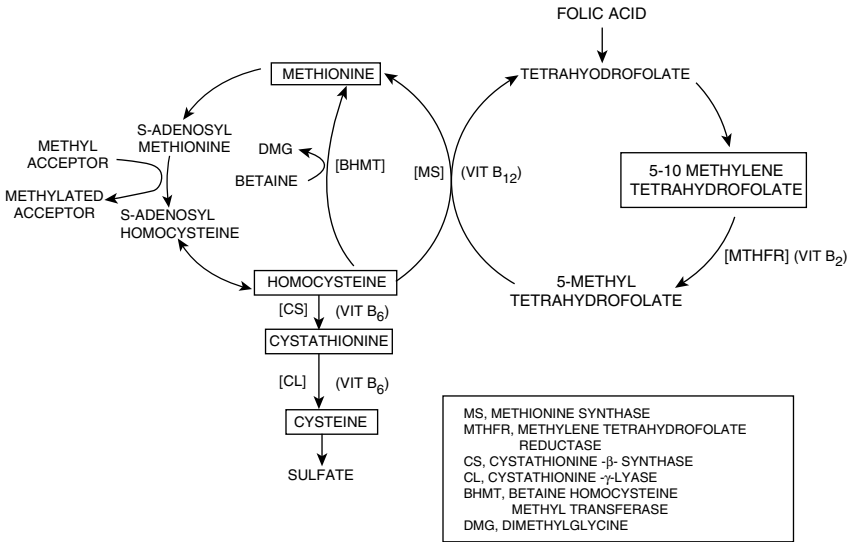 FOLIC ACID
METHIONINE
TETRAHYODROFOLATE
S-ADENOSYL
METHIONINE
METHYL
ACCEPTOR
METHYLATED
ACCEPTOR
S-ADENOSYL
HOMOCYSTEINE
DMG
BETAINE
[BHMT]
[MS]
(VIT B12)
5-10 METHYLENE
TETRAHYDROFOLATE
[MTHFR] (VIT B2)
5-METHYL
TETRAHYDROFOLATE
HOMOCYSTEINE
[CS] (VIT B6)
CYSTATHIONINE
[CL] (VIT B6)
CYSTEINE
SULFATE
MS, METHIONINE SYNTHASE
MTHFR, METHYLENE TETRAHYDROFOLATE
REDUCTASE
CS, CYSTATHIONINE -β- SYNTHASE
CL, CYSTATHIONINE -γ-LYASE
BHMT, BETAINE HOMOCYSTEINE
METHYL TRANSFERASE
DMG, DIMETHYLGLYCINE